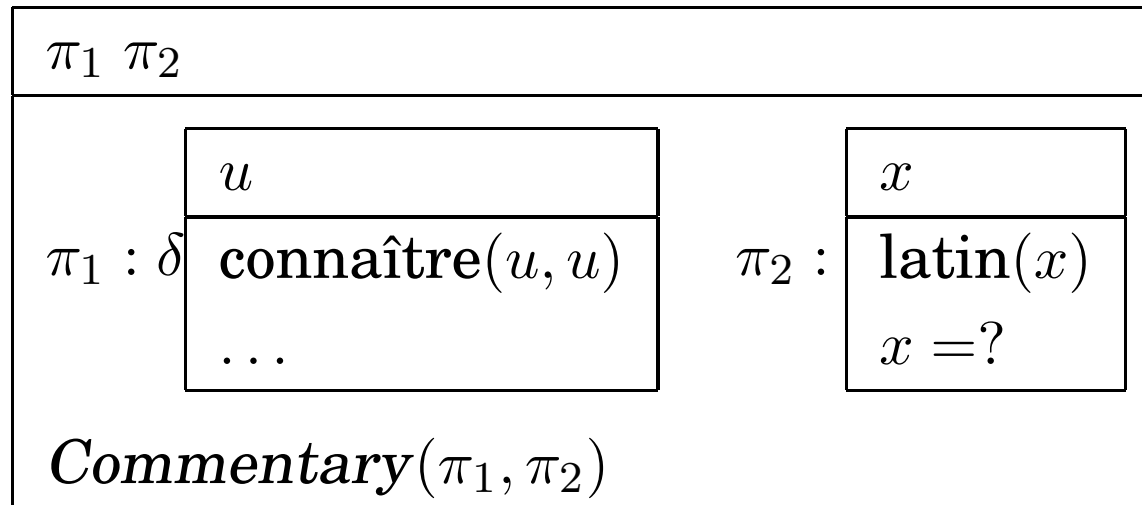 π₁ π₂
u
x
π₁ : δ
connaître(u, u)
π₂ :
latin(x)
...
x =?
Commentary(π₁, π₂)